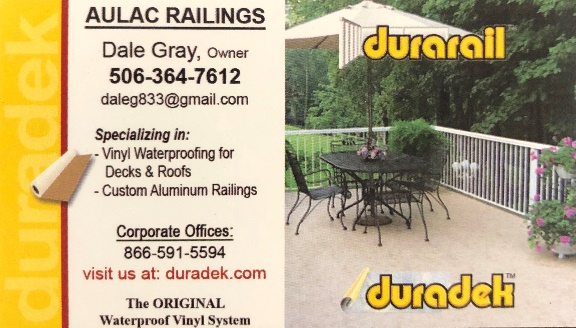 duradek
AULAC RAILINGS
Dale Gray, Owner
506-364-7612
daleg833@gmail.com
Specializing in:
- Vinyl Waterproofing for
Decks & Roofs
- Custom Aluminum Railings
Corporate Offices:
866-591-5594
visit us at: duradek.com
The ORIGINAL
Waterproof Vinyl System
durarail
duradek™